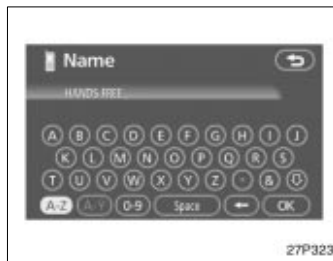 Name
HANDS FREE
A B C D E F G H I J
K L M N O P Q R S
T U V W X Y Z - &
A-Z 0-9 Space ← OK
27P323